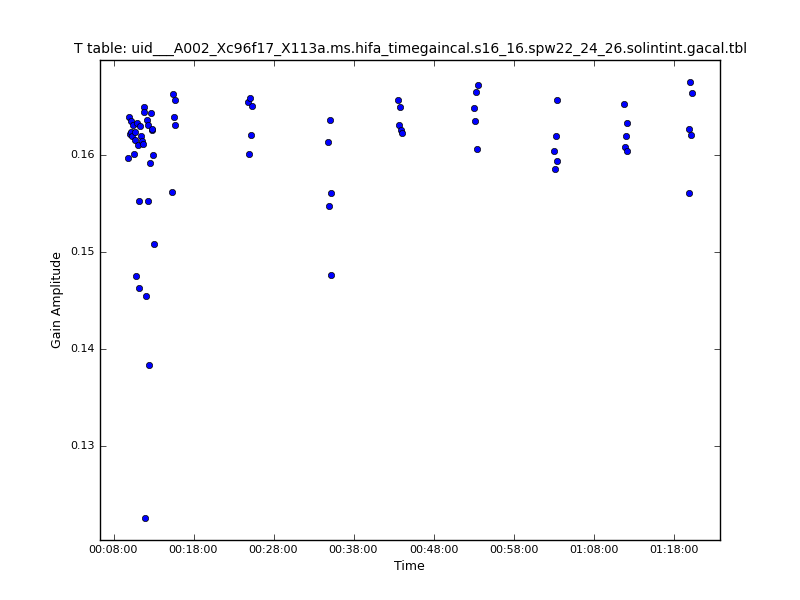 T table: uid___A002_Xc96f17_X113a.ms.hifa_timegaincal.s16_16.spw22_24_26.solintint.gacal.tbl
0.16
0.15
0.14
0.13
Gain Amplitude
00:08:00 00:18:00 00:28:00 00:38:00 00:48:00 00:58:00 01:08:00 01:18:00
Time